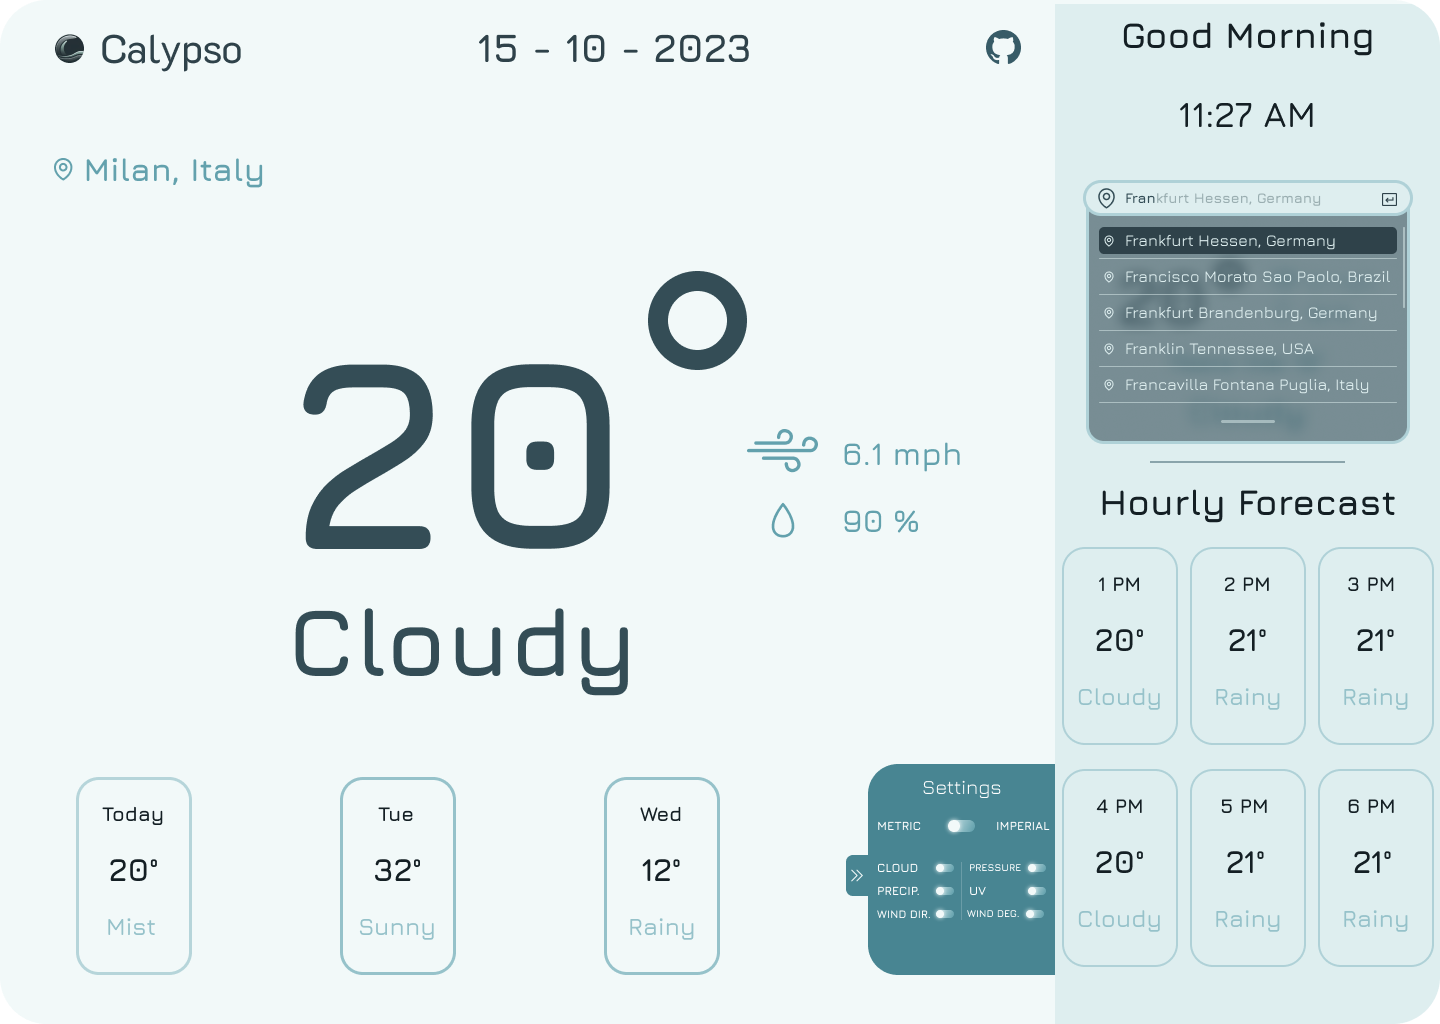 Calypso
15 - 10 - 2023
Milan, Italy
20°
Cloudy
6.1 mph
90 %
Today
20°
Mist
Tue
32°
Sunny
Wed
12°
Rainy
Settings
METRIC IMPERIAL
CLOUD PRESSURE
PRECIP. UV
WIND DIR. WIND DEG.
Good Morning
11:27 AM
Frankfurt Hessen, Germany
Frankfurt Hessen, Germany
Francisco Morato Sao Paolo, Brazil
Frankfurt Brandenburg, Germany
Franklin Tennessee, USA
Francavilla Fontana Puglia, Italy
20°
Cloudy
Hourly Forecast
1 PM
20°
Cloudy
2 PM
21°
Rainy
3 PM
21°
Rainy
4 PM
20°
Cloudy
5 PM
21°
Rainy
6 PM
21°
Rainy